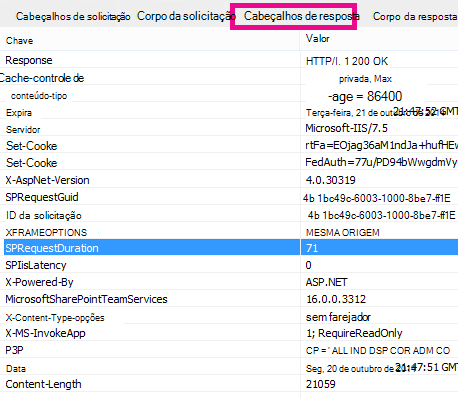 Cabeçalhos de solicitação Corpo da solicitação Cabeçalhos de resposta Corpo da resposta
Chave Valor
Response HTTP/l. 1 200 OK
Cache-controle de privada, Max
conteúdo-tipo -age = 86400
Expira Terça-feira, 21 de outubro de 21:47:52 GMT
Servidor Microsoft-IIS/7.5
Set-Cooke rtFa=EOjag36aM1ndJa+hufHEw
Set-Cooke FedAuth=77u/PD94bWwgdmVy
X-AspNet-Version 4.0.30319
SPRequestGuid 4b 1bc49c-6003-1000-8be7-ff1E
ID da solicitação 4b 1bc49c-6003-1000-8be7-ff1E
XFRAMEOPTIONS MESMA ORIGEM
SPRequestDuration 71
SPIisLatency 0
X-Powered-By ASP.NET
MicrosoftSharePointTeamServices 16.0.0.3312
X-Content-Type-opções sem farejador
X-MS-InvokeApp 1; RequireReadOnly
P3P CP = ' ALL IND DSP COR ADM CO
Data Seg, 20 de outubro de 21:47:51 GMT
Content-Length 21059